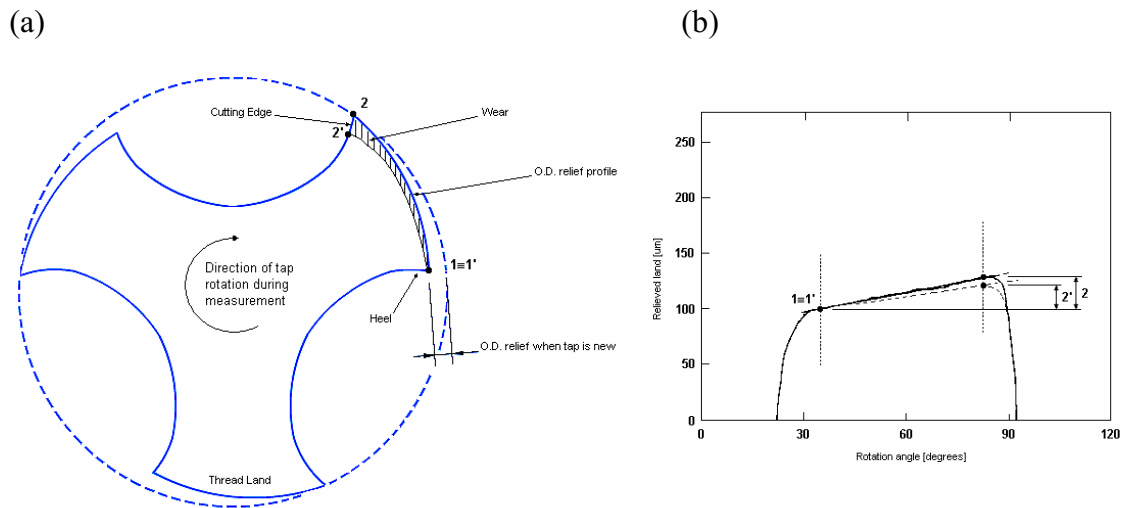 (a)
(b)
2
Cutting Edge
Wear
2'
O.D. relief profile
1≡1'
Direction of tap
rotation during
measurement
Heel
O.D. relief when tap is new
Thread Land
250
200
150
100
50
0
Relieved land [um]
1≡1'
2'
2
0
30
60
90
120
Rotation angle [degrees]